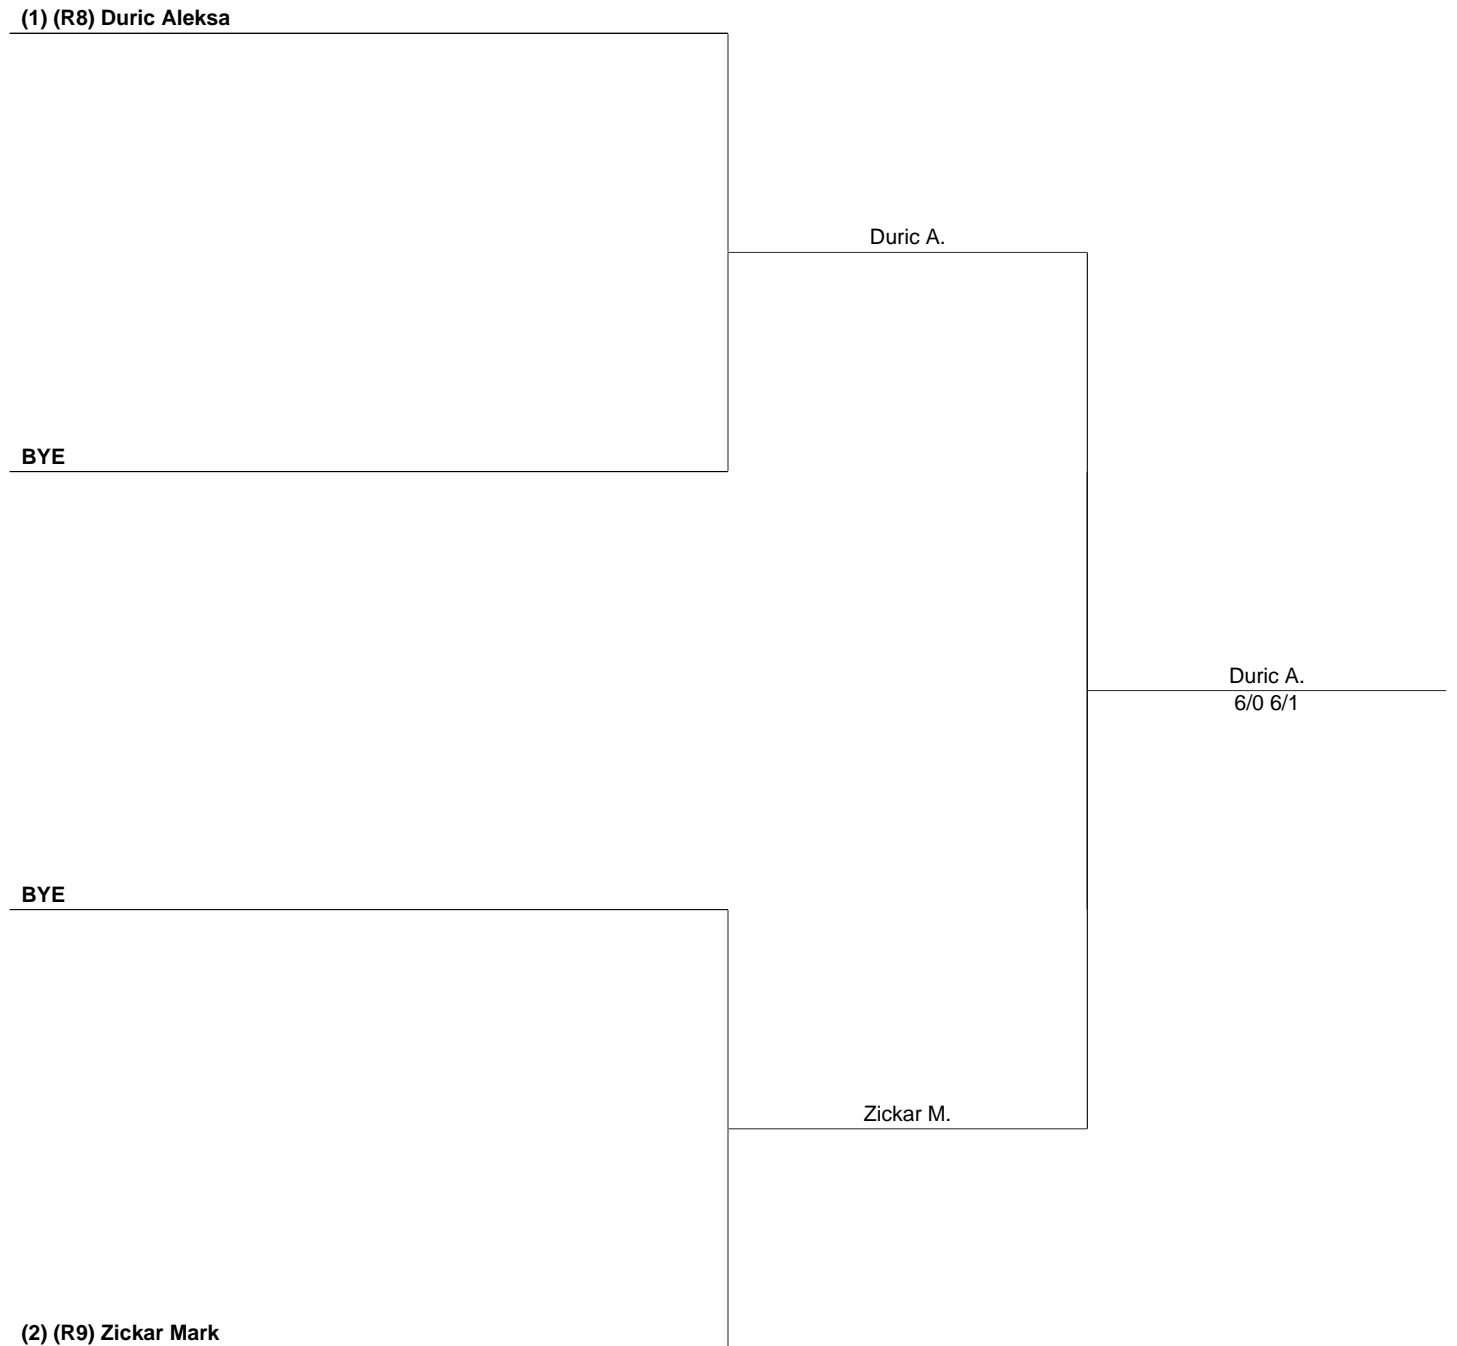 (1) (R8) Duric Aleksa
Duric A.
BYE
Duric A.
6/0 6/1
BYE
Zickar M.
(2) (R9) Zickar Mark